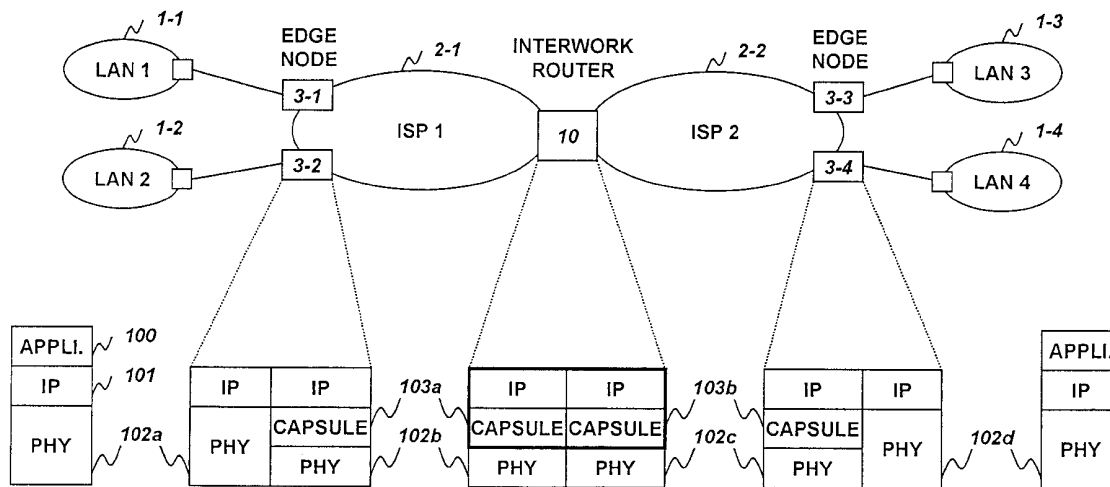 1-1
EDGE NODE
2-1
INTERWORK ROUTER
2-2
EDGE NODE
1-3
LAN 1
3-1
3-3
LAN 3
1-2
ISP 1
10
ISP 2
1-4
LAN 2
3-2
3-4
LAN 4
APPLI.
100
APPLI.
IP
101
IP
IP
103a
IP
IP
103b
IP
IP
IP
CAPSULE
CAPSULE
CAPSULE
CAPSULE
PHY
102a
PHY
102b
102c
PHY
102d
PHY
PHY
PHY
PHY
PHY